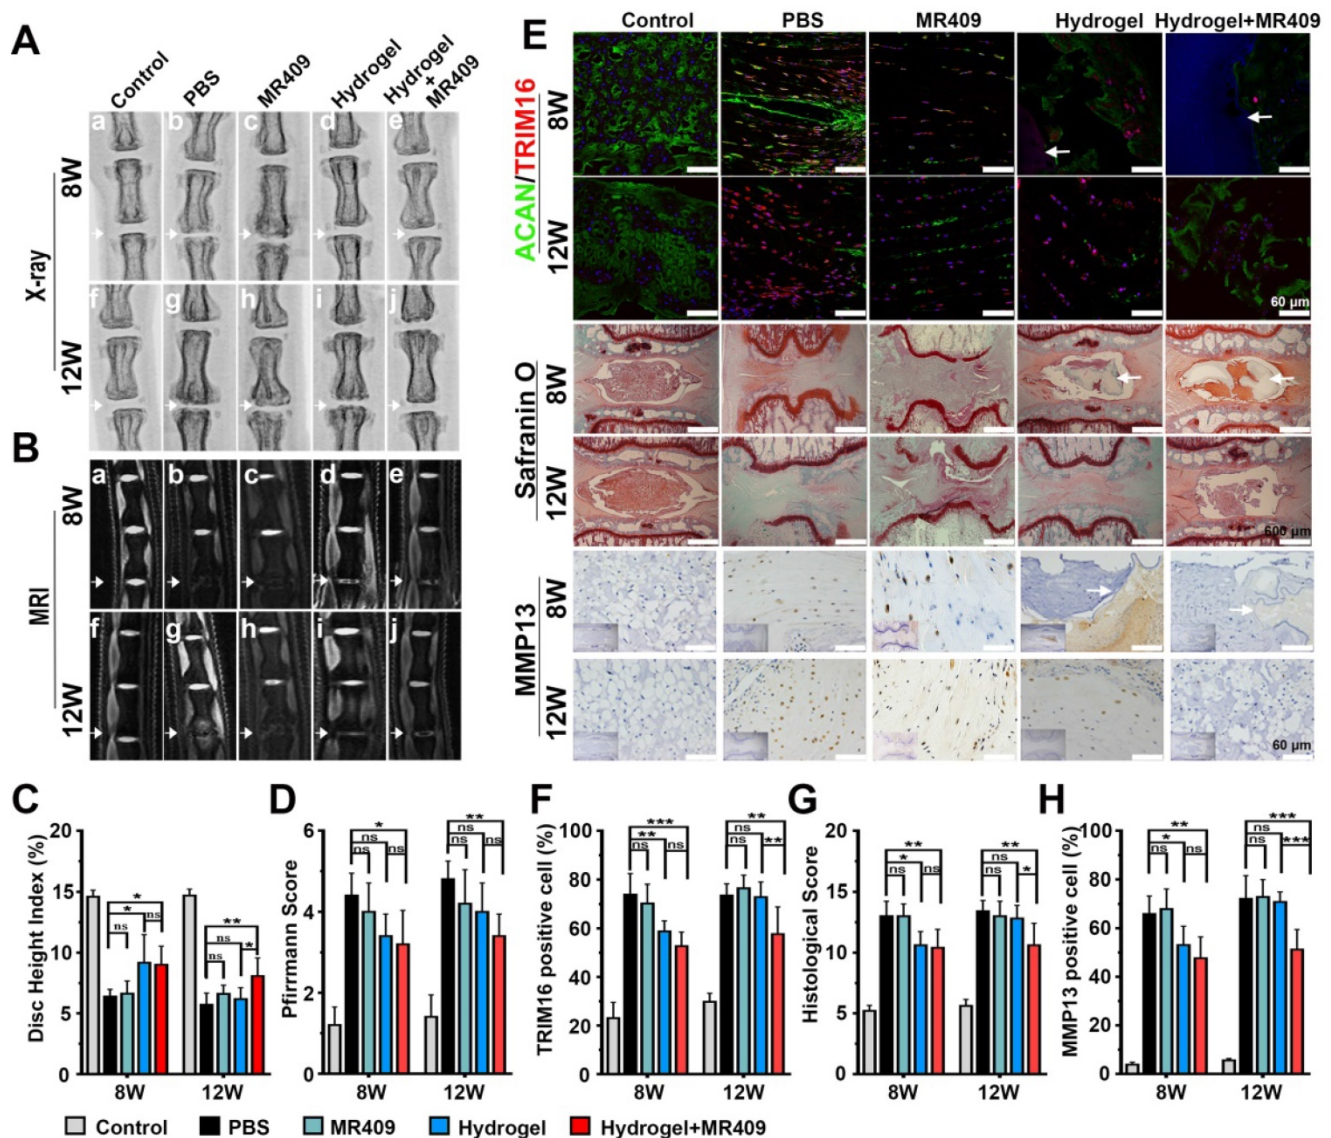 A
Control
PBS
MR409
Hydrogel
Hydrogel
+
MR409
X-ray
8W
a
b
c
d
e
12W
f
g
h
i
j
B
MRI
8W
a
b
c
d
e
12W
f
g
h
i
j
E
Control
PBS
MR409
Hydrogel
Hydrogel+MR409
ACAN/TRIM16
8W
12W
60 μm
Safranin O
8W
12W
600 μm
MMP13
8W
12W
60 μm
C
Disc Height Index (%)
20
15
10
5
0
*
*
ns
ns
**
ns
*
ns
8W
12W
D
Pfirrmann Score
6
4
2
0
*
ns
ns
ns
**
ns
ns
ns
8W
12W
F
TRIM16 positive cell (%)
100
80
60
40
20
0
***
**
ns
ns
**
ns
ns
**
8W
12W
G
Histological Score
20
15
10
5
0
**
*
ns
ns
**
ns
ns
*
8W
12W
H
MMP13 positive cell (%)
100
80
60
40
20
0
**
*
ns
ns
***
ns
ns
***
8W
12W
Control
PBS
MR409
Hydrogel
Hydrogel+MR409